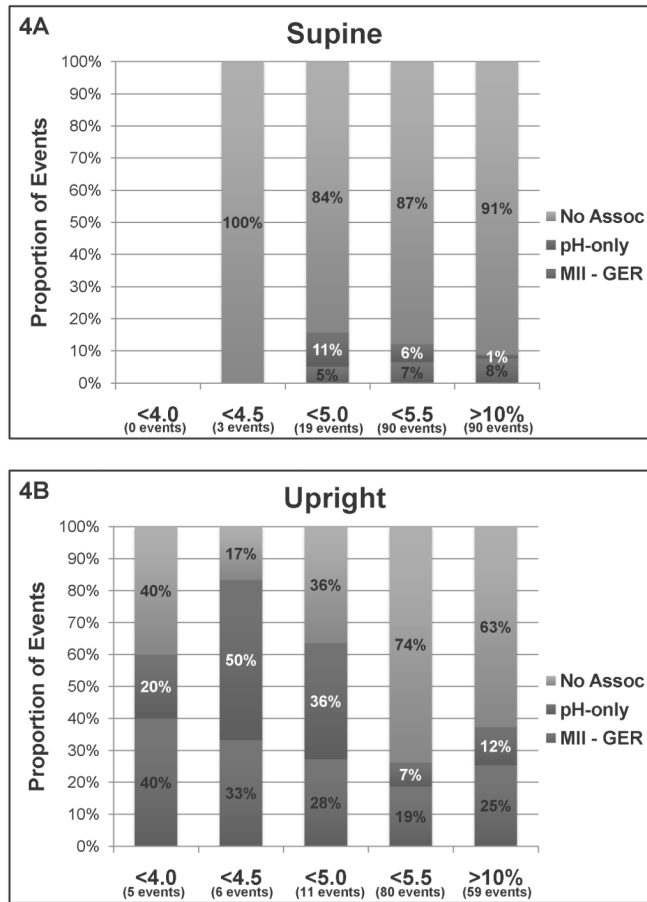 4A
Supine
Proportion of Events
100%
90%
80%
70%
60%
50%
40%
30%
20%
10%
0%
100%
84%
11%
5%
87%
6%
7%
91%
1%
8%
No Assoc
pH-only
MII - GER
<4.0 <4.5 <5.0 <5.5 >10%
(0 events) (3 events) (19 events) (90 events) (90 events)
4B
Upright
Proportion of Events
100%
90%
80%
70%
60%
50%
40%
30%
20%
10%
0%
40%
20%
40%
17%
50%
33%
36%
36%
28%
74%
7%
19%
63%
12%
25%
No Assoc
pH-only
MII - GER
<4.0 <4.5 <5.0 <5.5 >10%
(5 events) (6 events) (11 events) (80 events) (59 events)